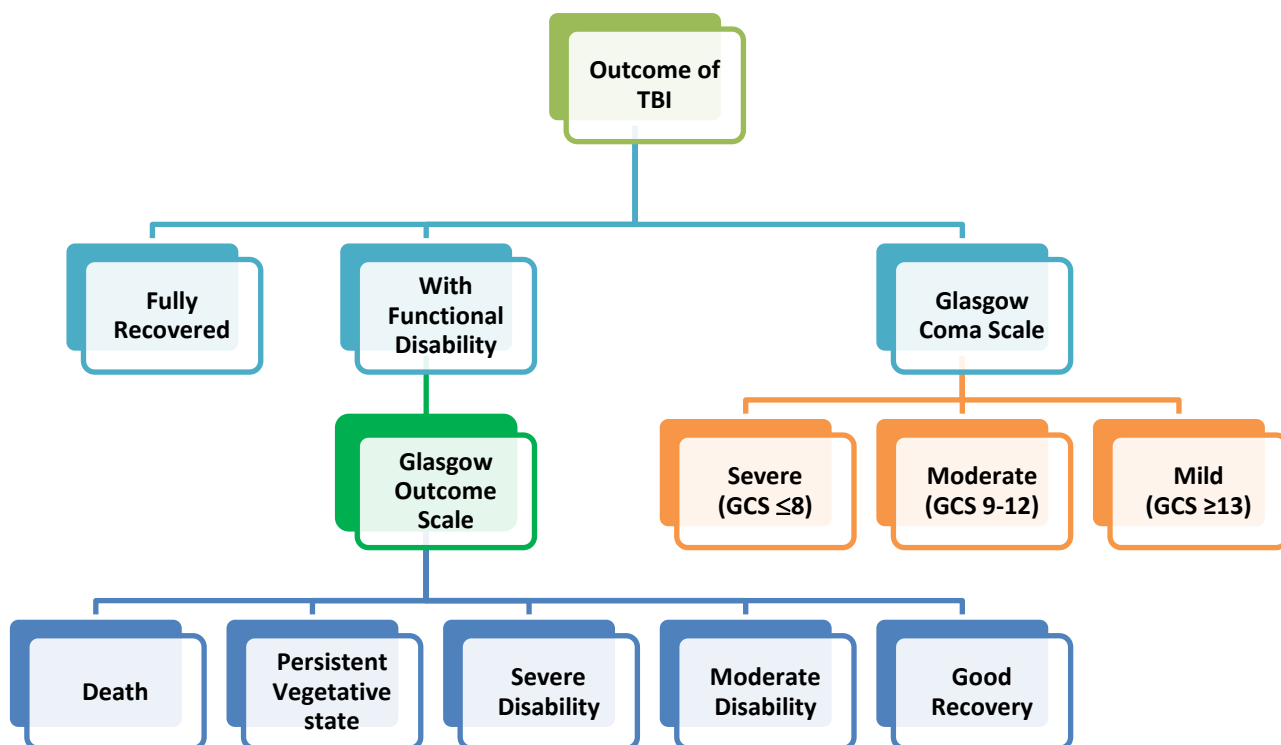 Outcome of
TBI
Fully
Recovered
With
Functional
Disability
Glasgow
Coma Scale
Glasgow
Outcome
Scale
Severe
(GCS ≤8)
Moderate
(GCS 9-12)
Mild
(GCS ≥13)
Death
Persistent
Vegetative
state
Severe
Disability
Moderate
Disability
Good
Recovery